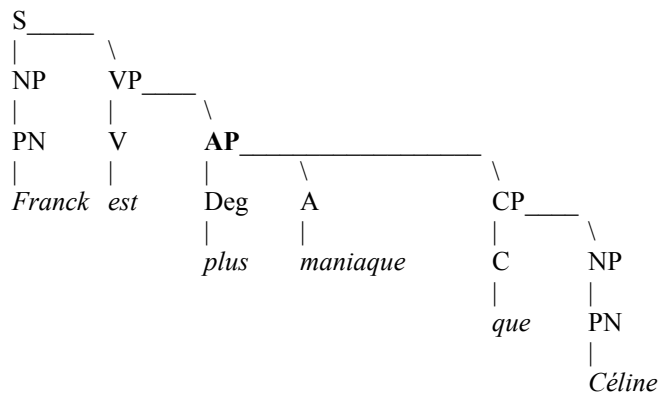 S
NP VP
PN V AP
Franck est Deg A CP
plus maniaque C NP
que PN
Céline